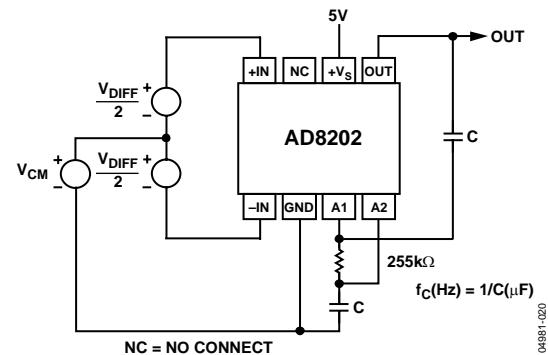 5V
OUT
+IN
NC
+VS
OUT
VDIFF
2
+
–
AD8202
C
VCM
+
–
VDIFF
2
+
–
–IN
GND
A1
A2
255kΩ
fC(Hz) = 1/C(μF)
C
NC = NO CONNECT
04981-020